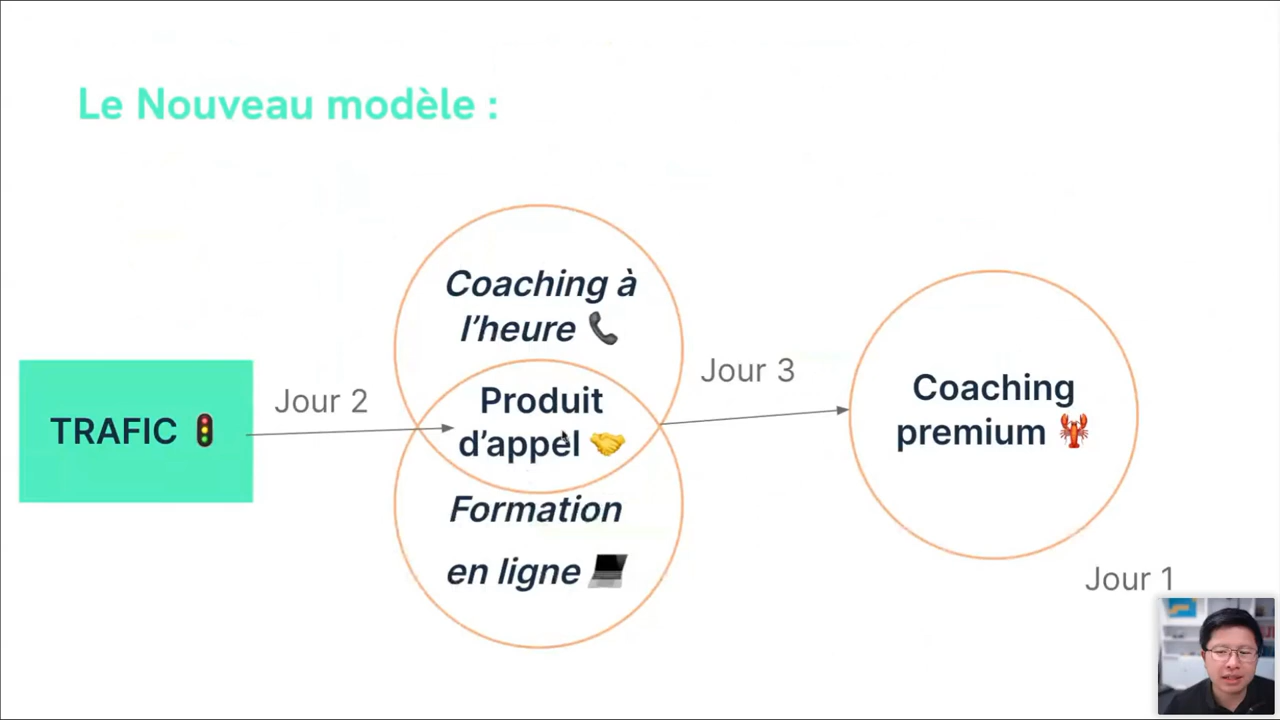 Le Nouveau modèle :
Coaching à
l’heure 📞
TRAFIC 🚦
Jour 2
Produit
d’appel 🤝
Jour 3
Coaching
premium 🦞
Formation
en ligne 💻
Jour 1